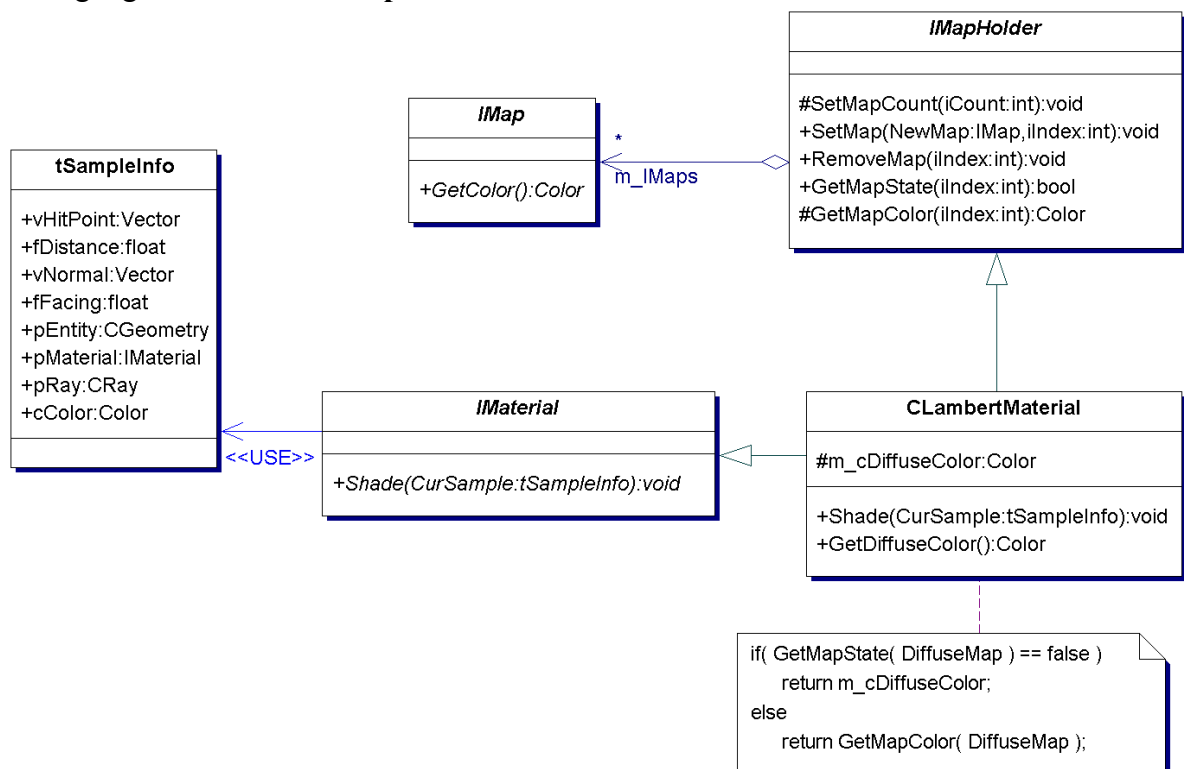 IMapHolder
#SetMapCount(iCount:int):void
+SetMap(NewMap:IMap,iIndex:int):void
+RemoveMap(iIndex:int):void
+GetMapState(iIndex:int):bool
#GetMapColor(iIndex:int):Color
IMap
+GetColor():Color
*
m_IMaps
tSampleInfo
+vHitPoint:Vector
+fDistance:float
+vNormal:Vector
+fFacing:float
+pEntity:CGeometry
+pMaterial:IMaterial
+pRay:CRay
+cColor:Color
<<USE>>
IMaterial
+Shade(CurSample:tSampleInfo):void
CLambertMaterial
#m_cDiffuseColor:Color
+Shade(CurSample:tSampleInfo):void
+GetDiffuseColor():Color
if( GetMapState( DiffuseMap ) == false )
return m_cDiffuseColor;
else
return GetMapColor( DiffuseMap );